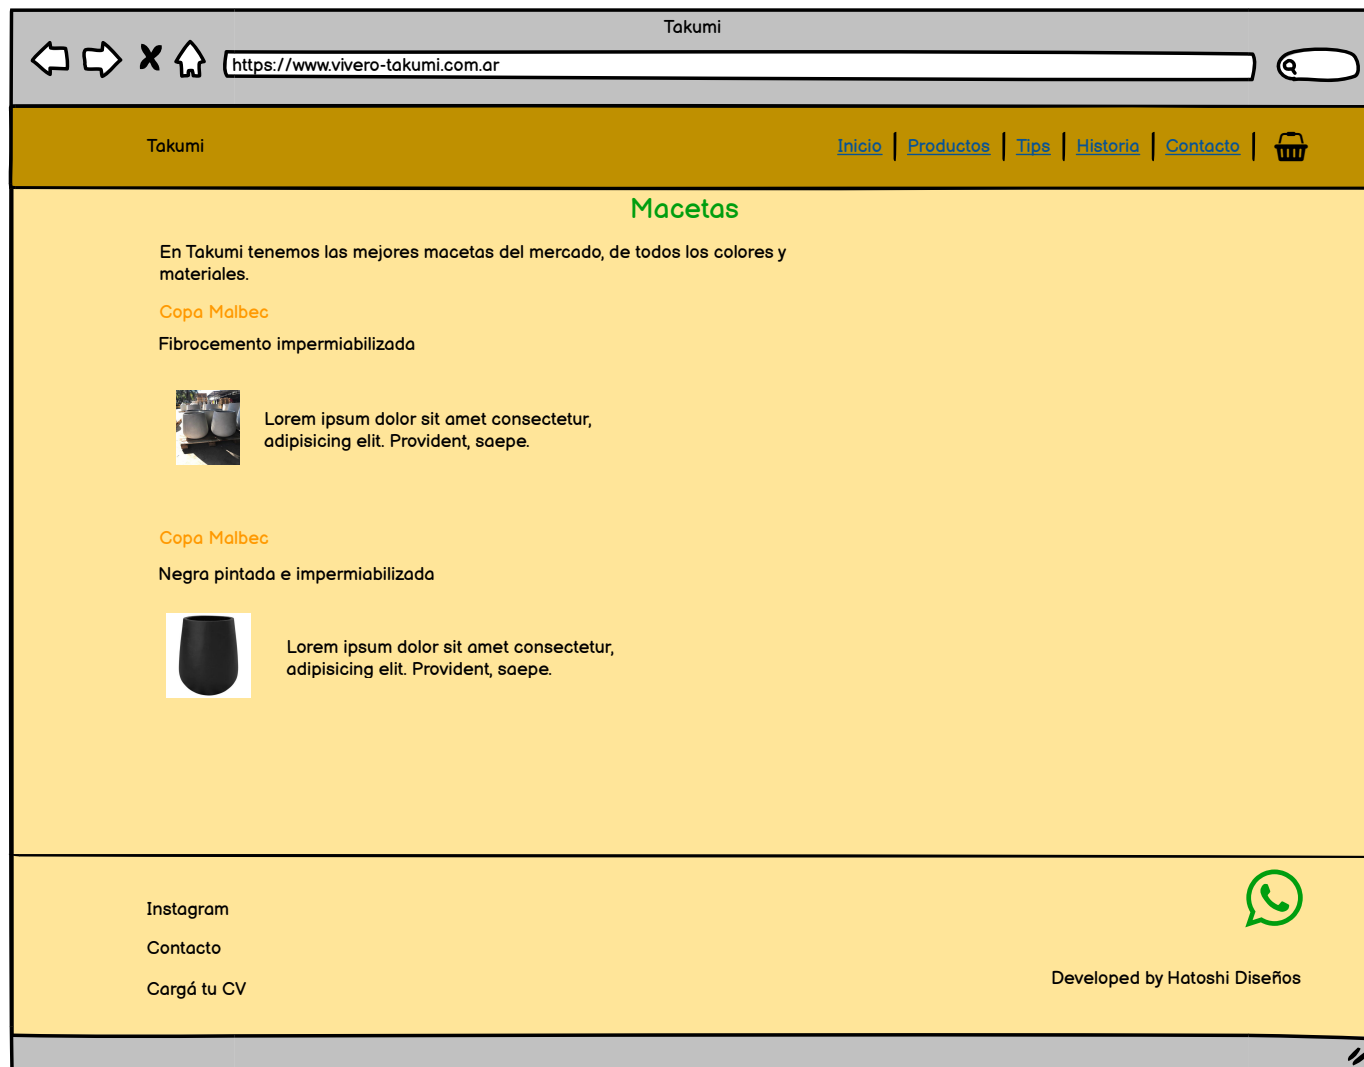 Takumi
https://www.vivero-takumi.com.ar
Takumi
Inicio
Productos
Tips
Historia
Contacto
Macetas
En Takumi tenemos las mejores macetas del mercado, de todos los colores y
materiales.
Copa Malbec
Fibrocemento impermiabilizada
Lorem ipsum dolor sit amet consectetur,
adipisicing elit. Provident, saepe.
Copa Malbec
Negra pintada e impermiabilizada
Lorem ipsum dolor sit amet consectetur,
adipisicing elit. Provident, saepe.
Instagram
Contacto
Cargá tu CV
Developed by Hatoshi Diseños